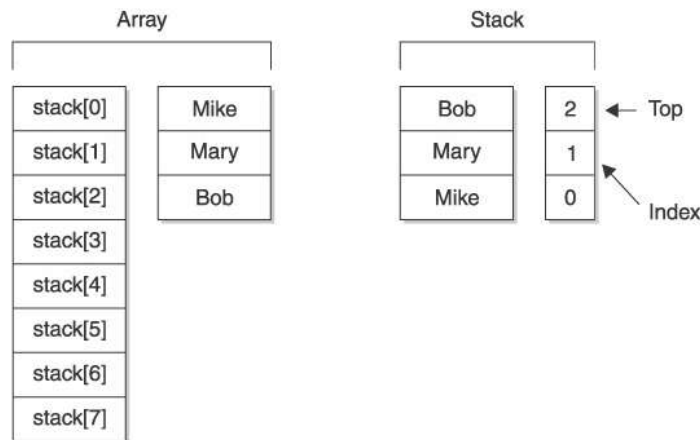 Array
Stack
stack[0] Mike Bob 2 Top
stack[1] Mary Mary 1
stack[2] Bob Mike 0 Index
stack[3]
stack[4]
stack[5]
stack[6]
stack[7]